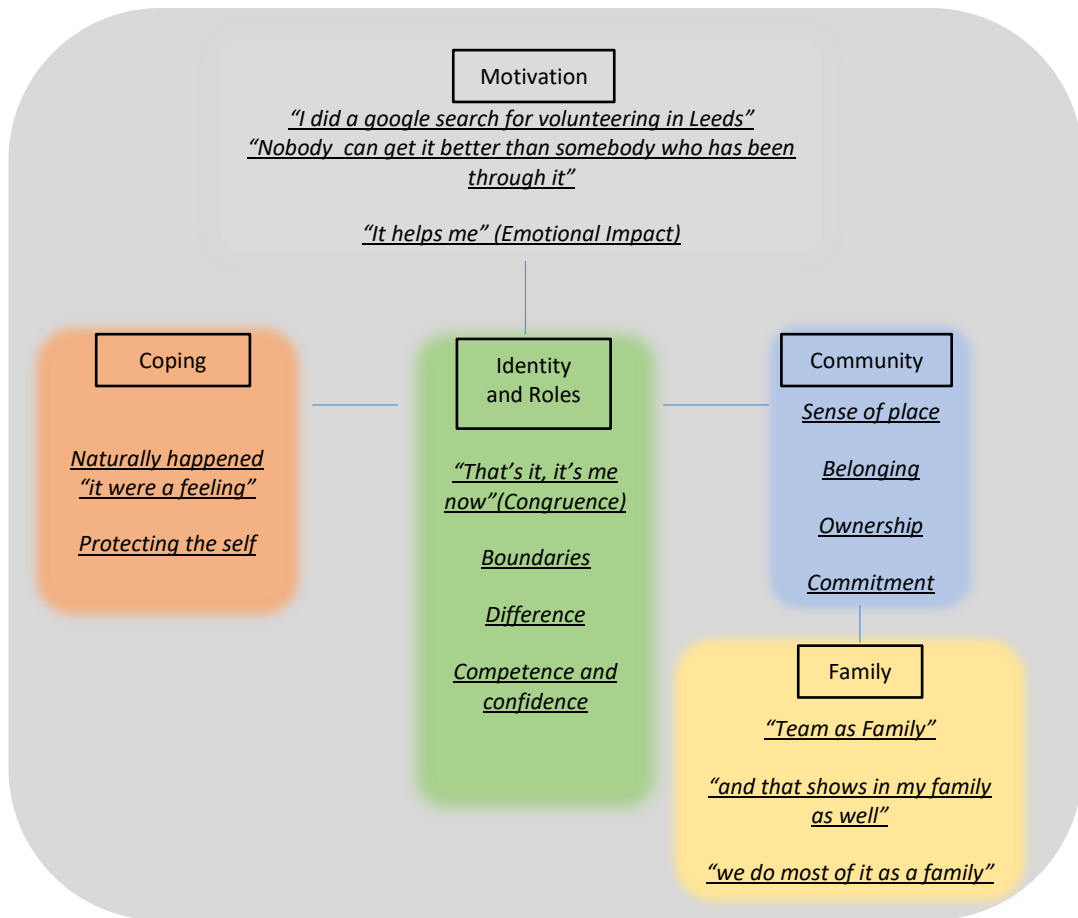 Motivation
“I did a google search for volunteering in Leeds”
“Nobody can get it better than somebody who has been
through it”
“It helps me” (Emotional Impact)
Coping
Naturally happened
“it were a feeling”
Protecting the self
Identity
and Roles
“That’s it, it’s me
now”(Congruence)
Boundaries
Difference
Competence and
confidence
Community
Sense of place
Belonging
Ownership
Commitment
Family
“Team as Family”
“and that shows in my family
as well”
“we do most of it as a family”